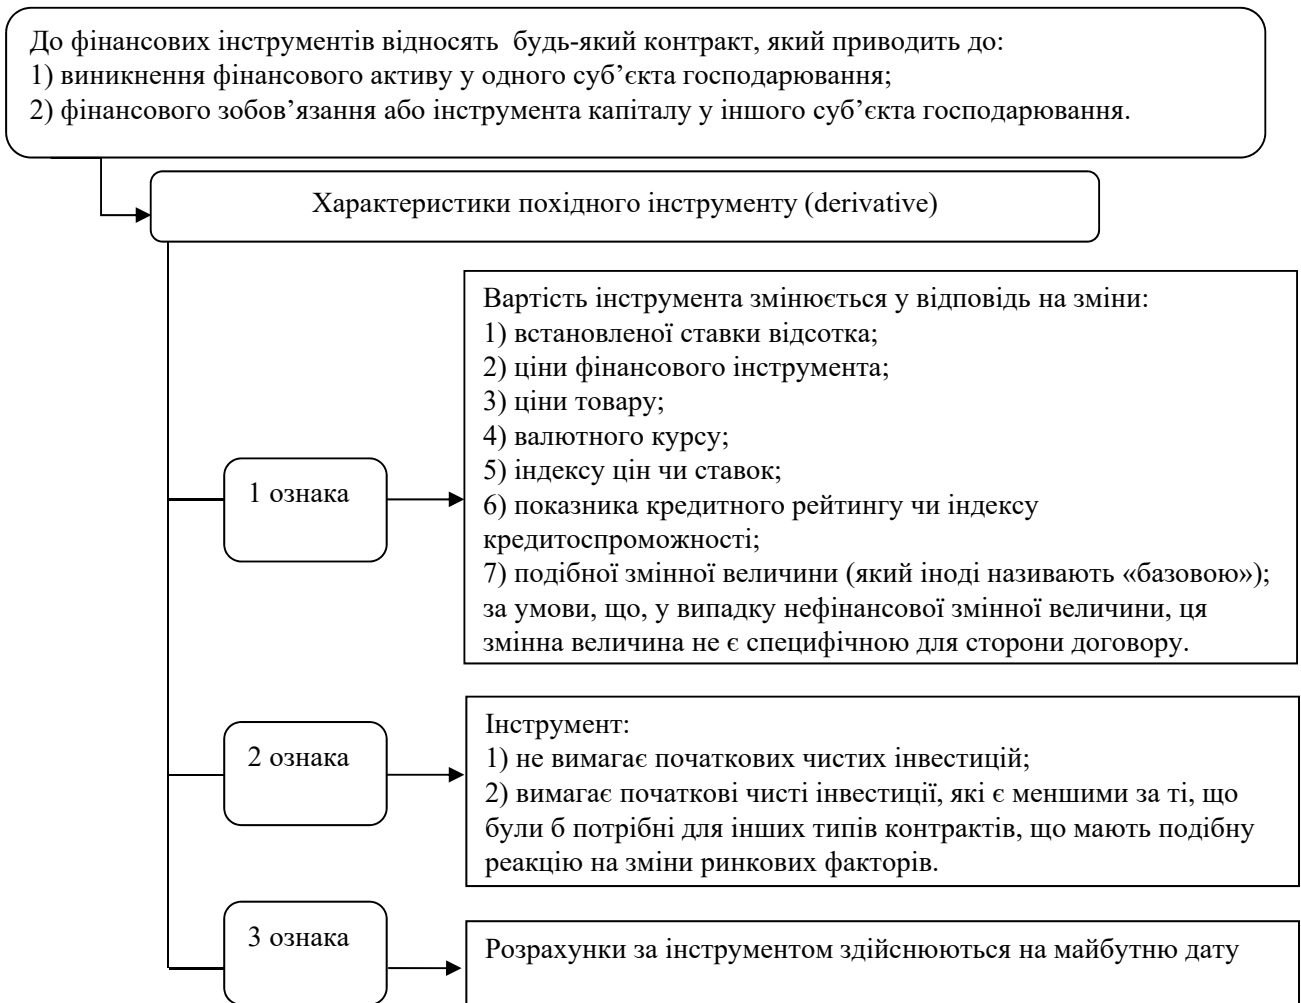 До фінансових інструментів відносять будь-який контракт, який приводить до:
1) виникнення фінансового активу у одного суб’єкта господарювання;
2) фінансового зобов’язання або інструмента капіталу у іншого суб’єкта господарювання.
Характеристики похідного інструменту (derivative)
1 ознака
Вартість інструмента змінюється у відповідь на зміни:
1) встановленої ставки відсотка;
2) ціни фінансового інструмента;
3) ціни товару;
4) валютного курсу;
5) індексу цін чи ставок;
6) показника кредитного рейтингу чи індексу
кредитоспроможності;
7) подібної змінної величини (який іноді називають «базовою»);
за умови, що, у випадку нефінансової змінної величини, ця
змінна величина не є специфічною для сторони договору.
2 ознака
Інструмент:
1) не вимагає початкових чистих інвестицій;
2) вимагає початкові чисті інвестиції, які є меншими за ті, що
були б потрібні для інших типів контрактів, що мають подібну
реакцію на зміни ринкових факторів.
3 ознака
Розрахунки за інструментом здійснюються на майбутню дату